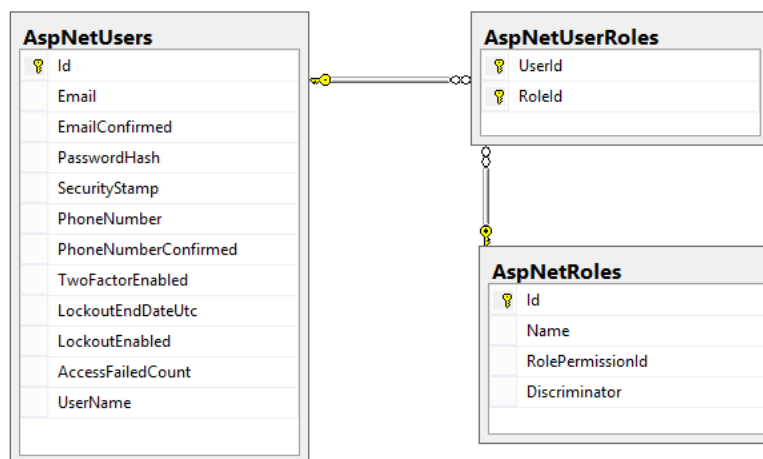 AspNetUsers
Id
Email
EmailConfirmed
PasswordHash
SecurityStamp
PhoneNumber
PhoneNumberConfirmed
TwoFactorEnabled
LockoutEndDateUtc
LockoutEnabled
AccessFailedCount
UserName
AspNetUserRoles
UserId
RoleId
AspNetRoles
Id
Name
RolePermissionId
Discriminator